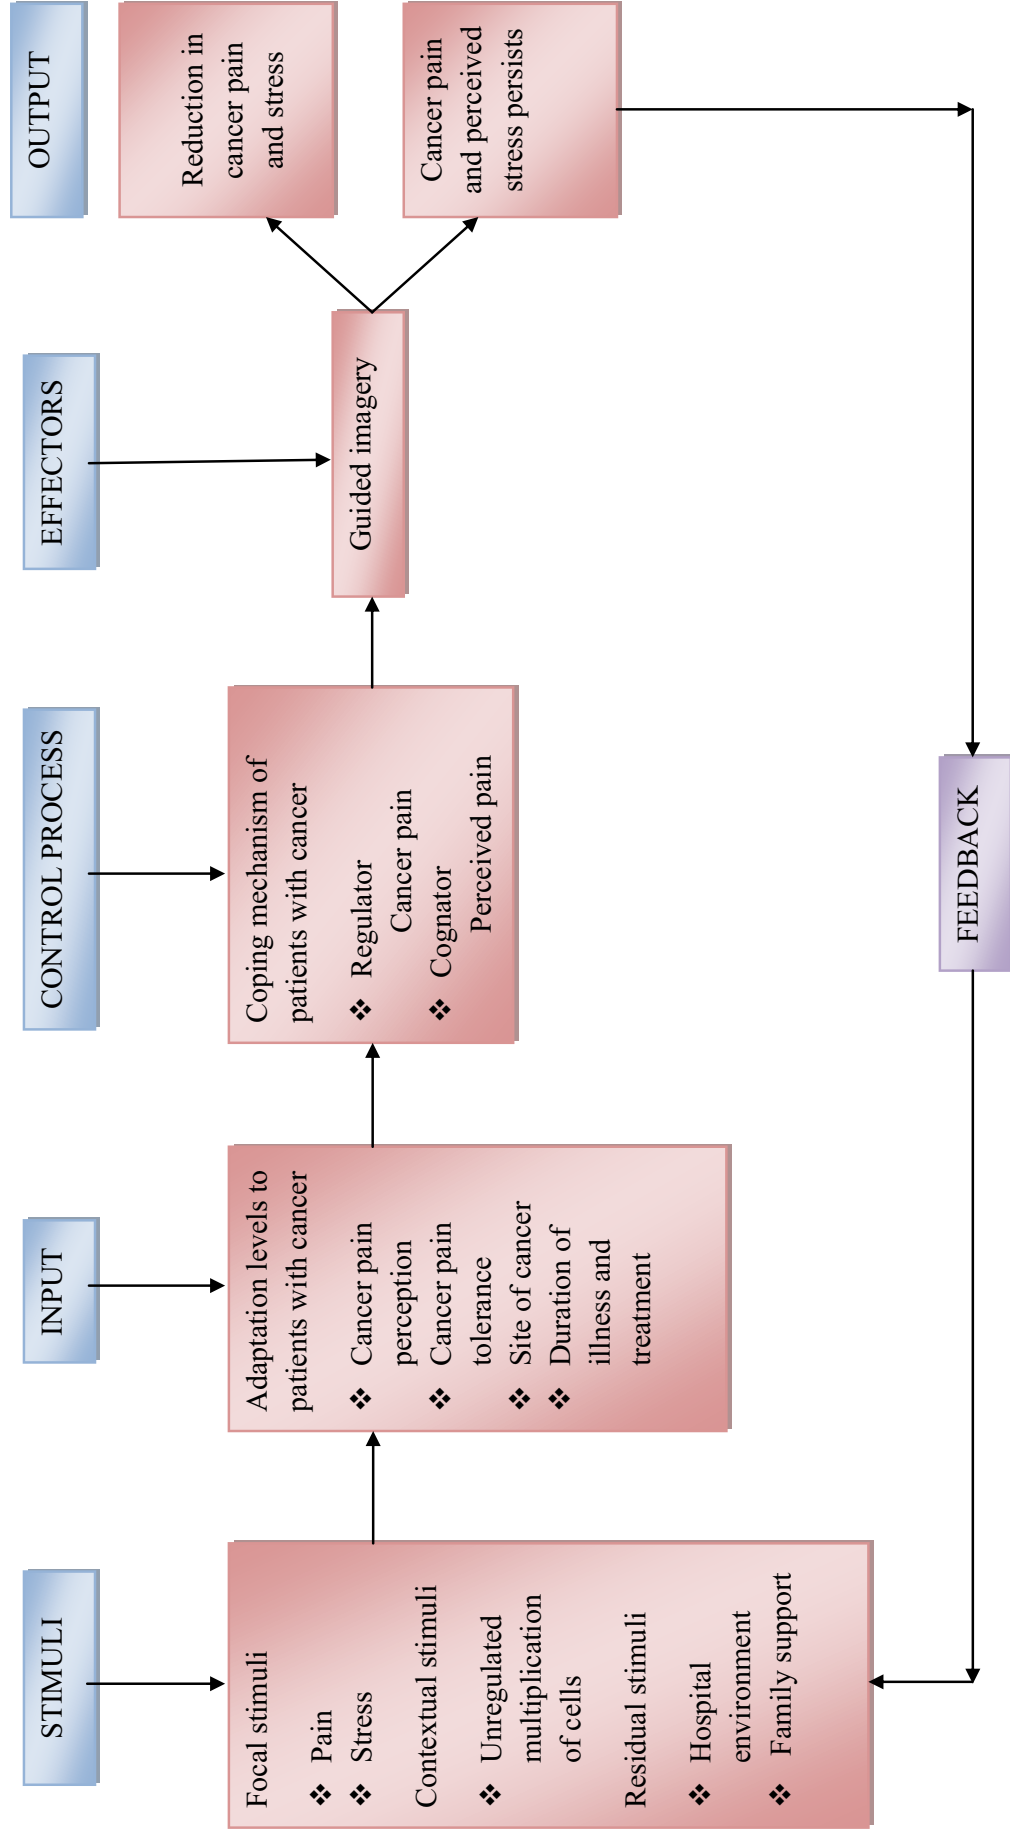 STIMULI
Focal stimuli
❖ Pain
❖ Stress
Contextual stimuli
❖ Unregulated
multiplication
of cells
Residual stimuli
❖ Hospital
environment
❖ Family support
INPUT
Adaptation levels to
patients with cancer
❖ Cancer pain
perception
❖ Cancer pain
tolerance
❖ Site of cancer
❖ Duration of
illness and
treatment
CONTROL PROCESS
Coping mechanism of
patients with cancer
❖ Regulator
Cancer pain
❖ Cognator
Perceived pain
EFFECTORS
Guided imagery
OUTPUT
Reduction in
cancer pain
and stress
Cancer pain
and perceived
stress persists
FEEDBACK